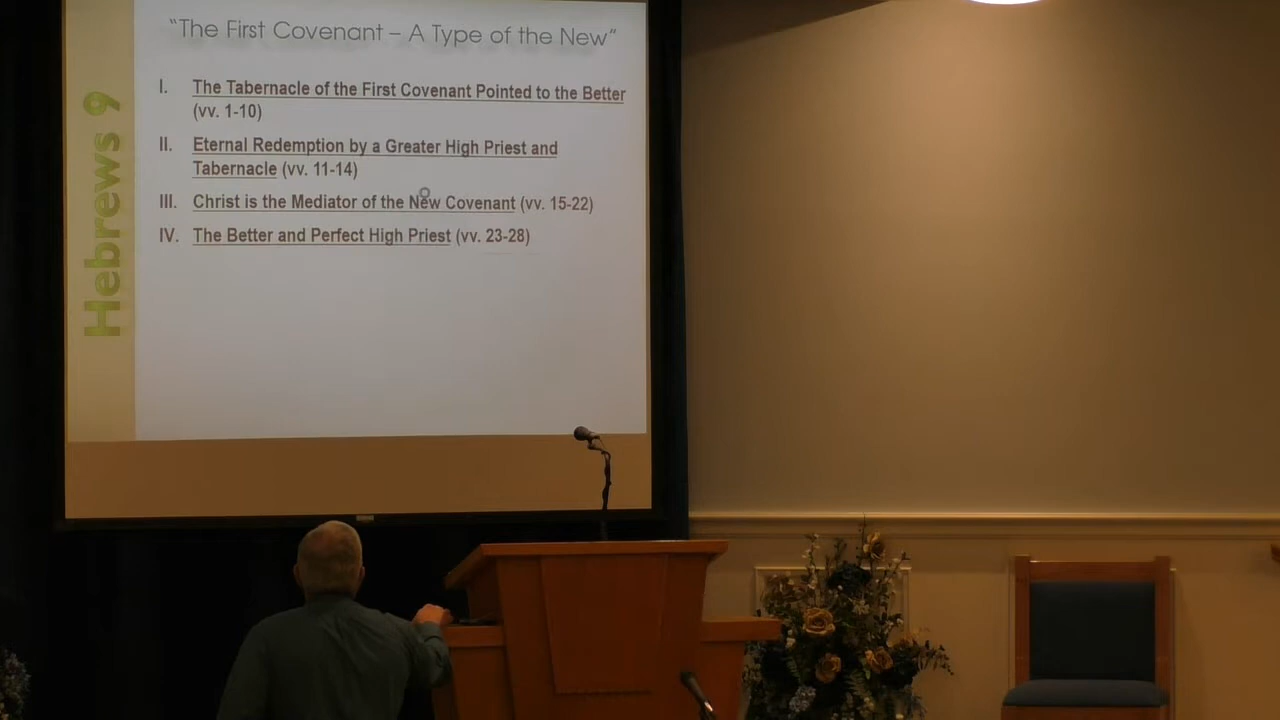 "The First Covenant – A Type of the New"
Hebrews 9
I. The Tabernacle of the First Covenant Pointed to the Better
(vv. 1-10)
II. Eternal Redemption by a Greater High Priest and
Tabernacle (vv. 11-14)
III. Christ is the Mediator of the New Covenant (vv. 15-22)
IV. The Better and Perfect High Priest (vv. 23-28)